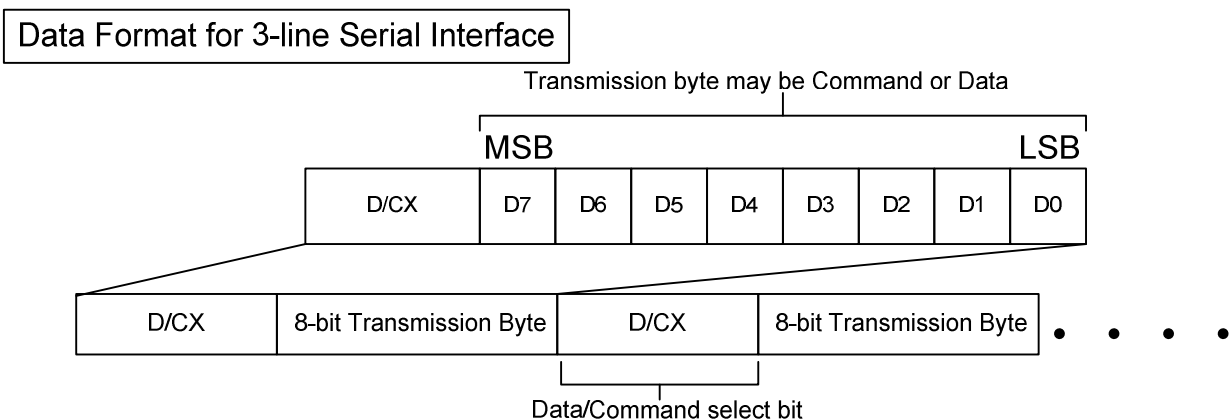 Data Format for 3-line Serial Interface
Transmission byte may be Command or Data
MSB LSB
D/CX D7 D6 D5 D4 D3 D2 D1 D0
D/CX 8-bit Transmission Byte D/CX 8-bit Transmission Byte
Data/Command select bit